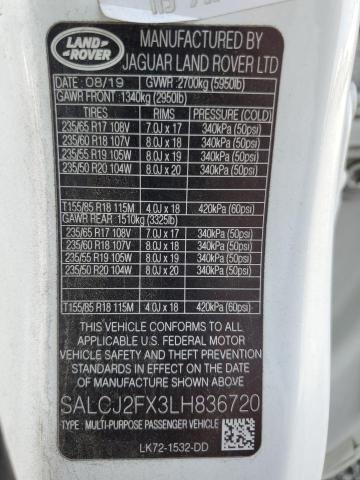 LAND-
ROVER
MANUFACTURED BY
JAGUAR LAND ROVER LTD
DATE: 08/19 GVWR :2700kg (5950lb)
GAWR FRONT :1340kg (2950lb)
TIRES RIMS PRESSURE (COLD)
235/65 R17 108V 7.0J x 17 340kPa (50psi)
235/60 R18 107V 8.0J x 18 340kPa (50psi)
235/55 R19 105W 8.0J x 19 340kPa (50psi)
235/50 R20 104W 8.0J x 20 340kPa (50psi)
T155/85 R18 115M 4.0J x 18 420kPa (60psi)
GAWR REAR :1510kg (3325lb)
235/65 R17 108V 7.0J x 17 340kPa (50psi)
235/60 R18 107V 8.0J x 18 340kPa (50psi)
235/55 R19 105W 8.0J x 19 340kPa (50psi)
235/50 R20 104W 8.0J x 20 340kPa (50psi)
T155/85 R18 115M 4.0J x 18 420kPa (60psi)
THIS VEHICLE CONFORMS TO ALL
APPLICABLE U.S. FEDERAL MOTOR
VEHICLE SAFETY AND THEFT PREVENTION
STANDARDS IN EFFECT ON THE DATE OF
MANUFACTURE SHOWN ABOVE.
SALCJ2FX3LH836720
TYPE : MULTI-PURPOSE PASSENGER VEHICLE
LK72-1532-DD